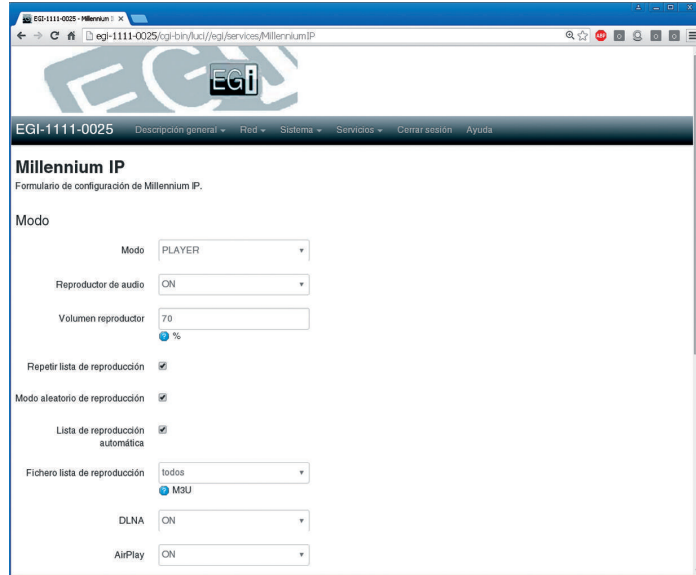 EGI-1111-0025 - Millennium I
egi-1111-0025/cgi-bin/luci//egi/services/MillenniumIP
EGi
EGI-1111-0025 Descripción general Red Sistema Servicios Cerrar sesión Ayuda
Millennium IP
Formulario de configuración de Millennium IP.
Modo
Modo PLAYER
Reproductor de audio ON
Volumen reproductor 70
? %
Repetir lista de reproducción
Modo aleatorio de reproducción
Lista de reproducción
automática
Fichero lista de reproducción todos
? M3U
DLNA ON
AirPlay ON